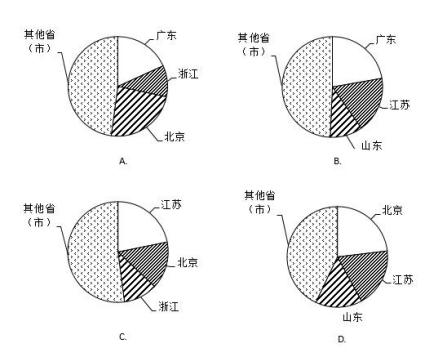 其他省
（市）
广东
浙江
北京
A.
其他省
（市）
广东
江苏
山东
B.
其他省
（市）
江苏
北京
浙江
C.
其他省
（市）
北京
江苏
山东
D.